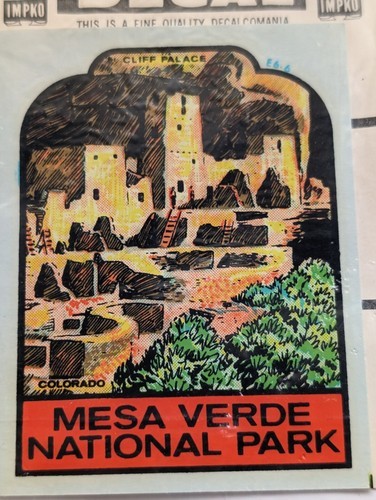 IMPKO DECAL IMPKO
THIS IS A FINE QUALITY DECALCOMANIA
CLIFF PALACE
COLORADO
MESA VERDE
NATIONAL PARK